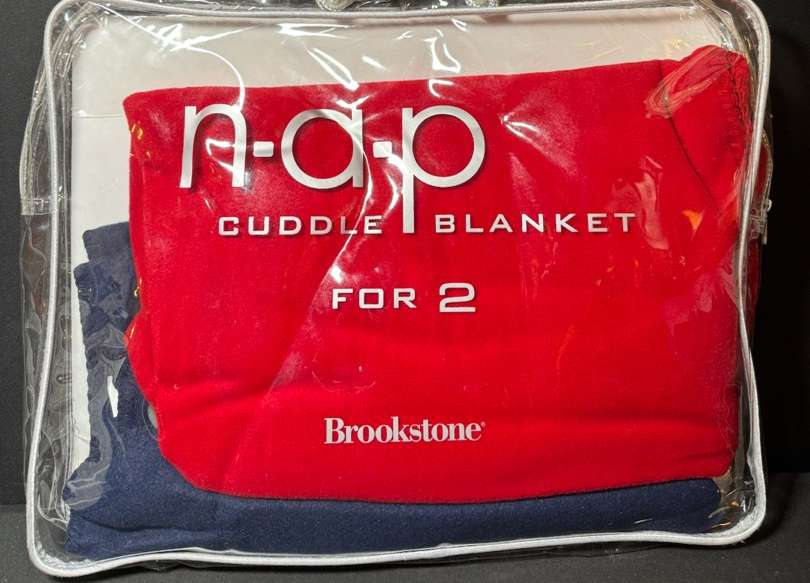 n·a·p
CUDDLE BLANKET
FOR 2
Brookstone®